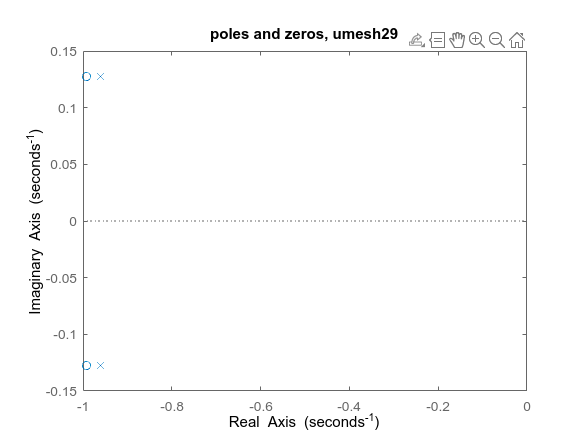 poles and zeros, umesh29
0.15
0.1
0.05
0
-0.05
-0.1
-0.15
Imaginary Axis (seconds⁻¹)
-1 -0.8 -0.6 -0.4 -0.2 0
Real Axis (seconds⁻¹)